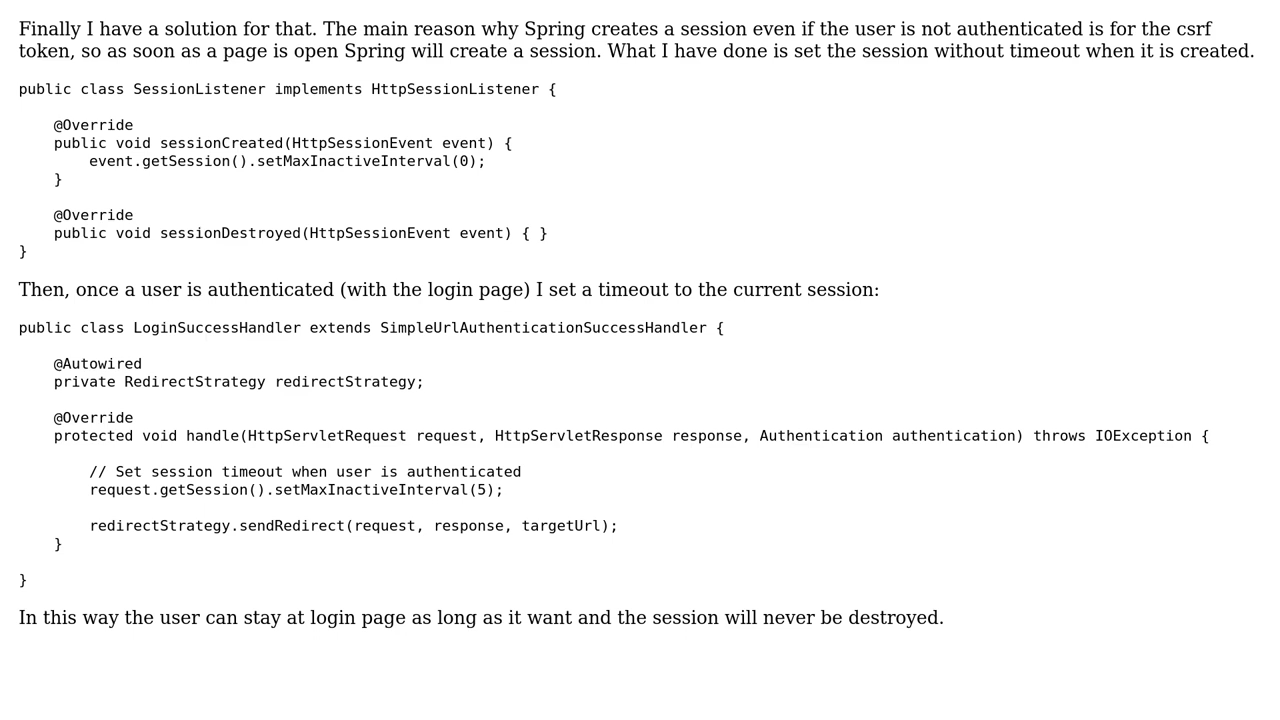 Finally I have a solution for that. The main reason why Spring creates a session even if the user is not authenticated is for the csrf
token, so as soon as a page is open Spring will create a session. What I have done is set the session without timeout when it is created.
public class SessionListener implements HttpSessionListener {
    @Override
    public void sessionCreated(HttpSessionEvent event) {
        event.getSession().setMaxInactiveInterval(0);
    }
    @Override
    public void sessionDestroyed(HttpSessionEvent event) { }
}
Then, once a user is authenticated (with the login page) I set a timeout to the current session:
public class LoginSuccessHandler extends SimpleUrlAuthenticationSuccessHandler {
    @Autowired
    private RedirectStrategy redirectStrategy;
    @Override
    protected void handle(HttpServletRequest request, HttpServletResponse response, Authentication authentication) throws IOException {
        // Set session timeout when user is authenticated
        request.getSession().setMaxInactiveInterval(5);
        redirectStrategy.sendRedirect(request, response, targetUrl);
    }
}
In this way the user can stay at login page as long as it want and the session will never be destroyed.